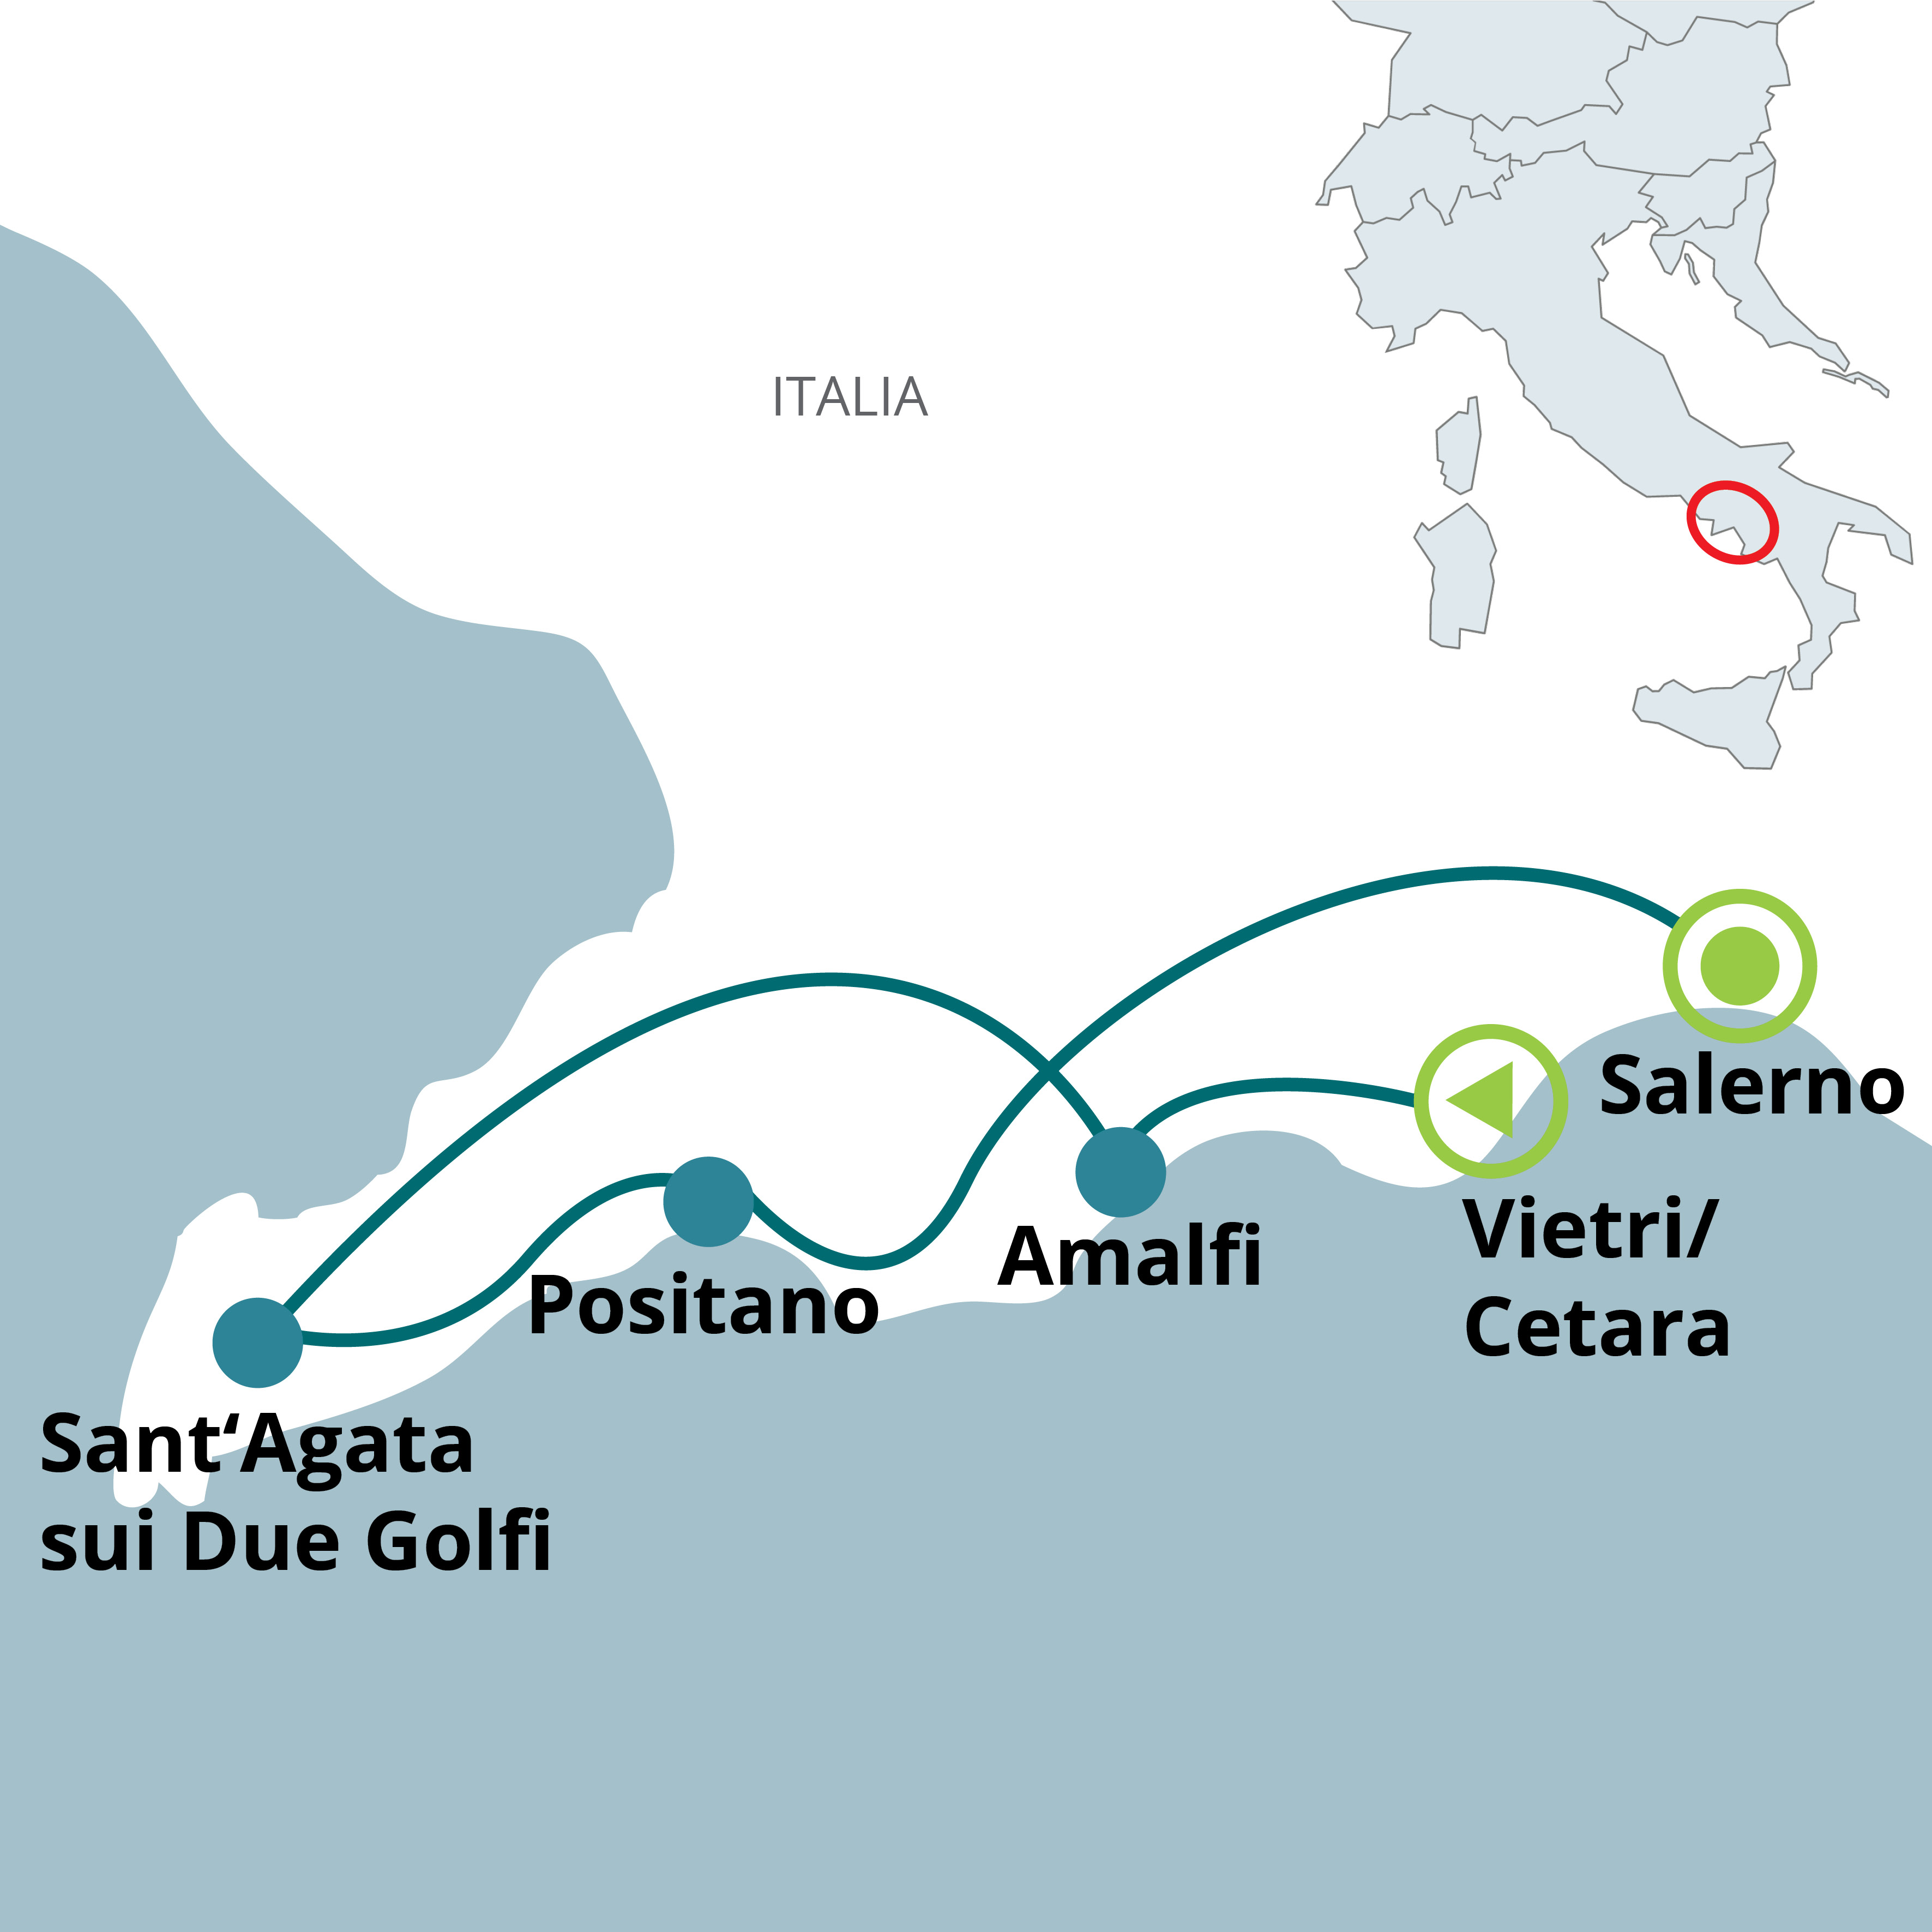 ITALIA
Salerno
Vietri/
Cetara
Amalfi
Positano
Sant‘Agata
sui Due Golfi